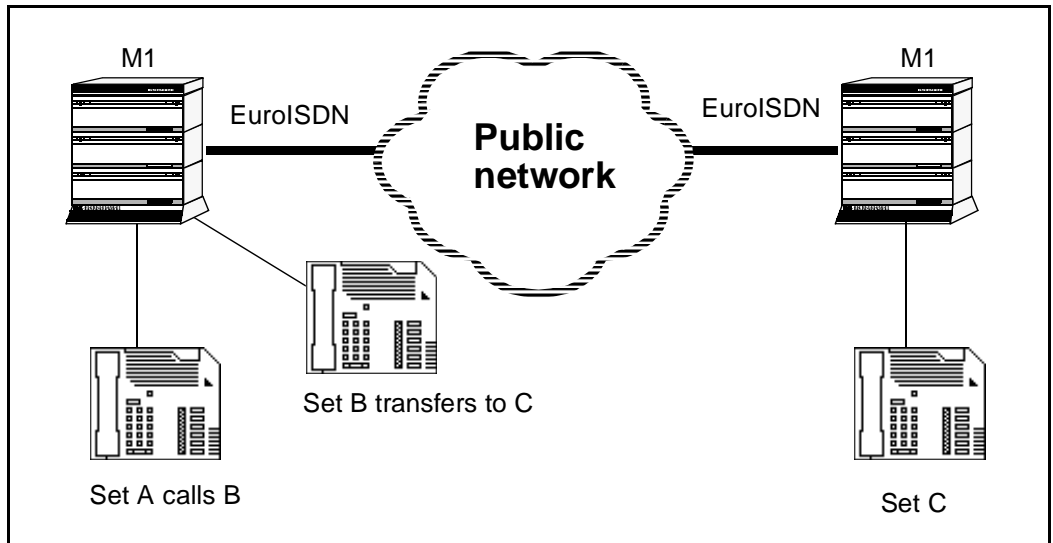 M1
M1
EuroISDN
EuroISDN
Public
network
Set B transfers to C
Set A calls B
Set C